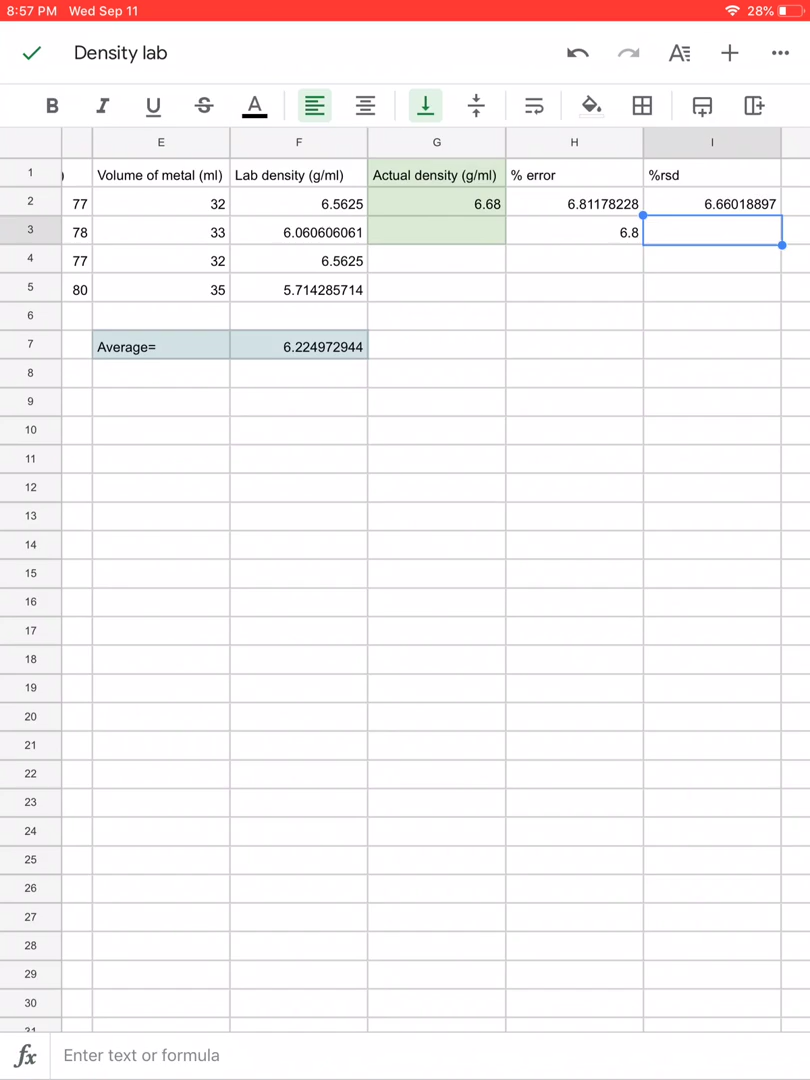 8:57 PM Wed Sep 11 28%
Density lab
B I U S A A
E F G H I
1 ) Volume of metal (ml) Lab density (g/ml) Actual density (g/ml) % error %rsd
2 77 32 6.5625 6.68 6.81178228 6.66018897
3 78 33 6.060606061 6.8
4 77 32 6.5625
5 80 35 5.714285714
6
7 Average= 6.224972944
8
9
10
11
12
13
14
15
16
17
18
19
20
21
22
23
24
25
26
27
28
29
30
31
fx Enter text or formula